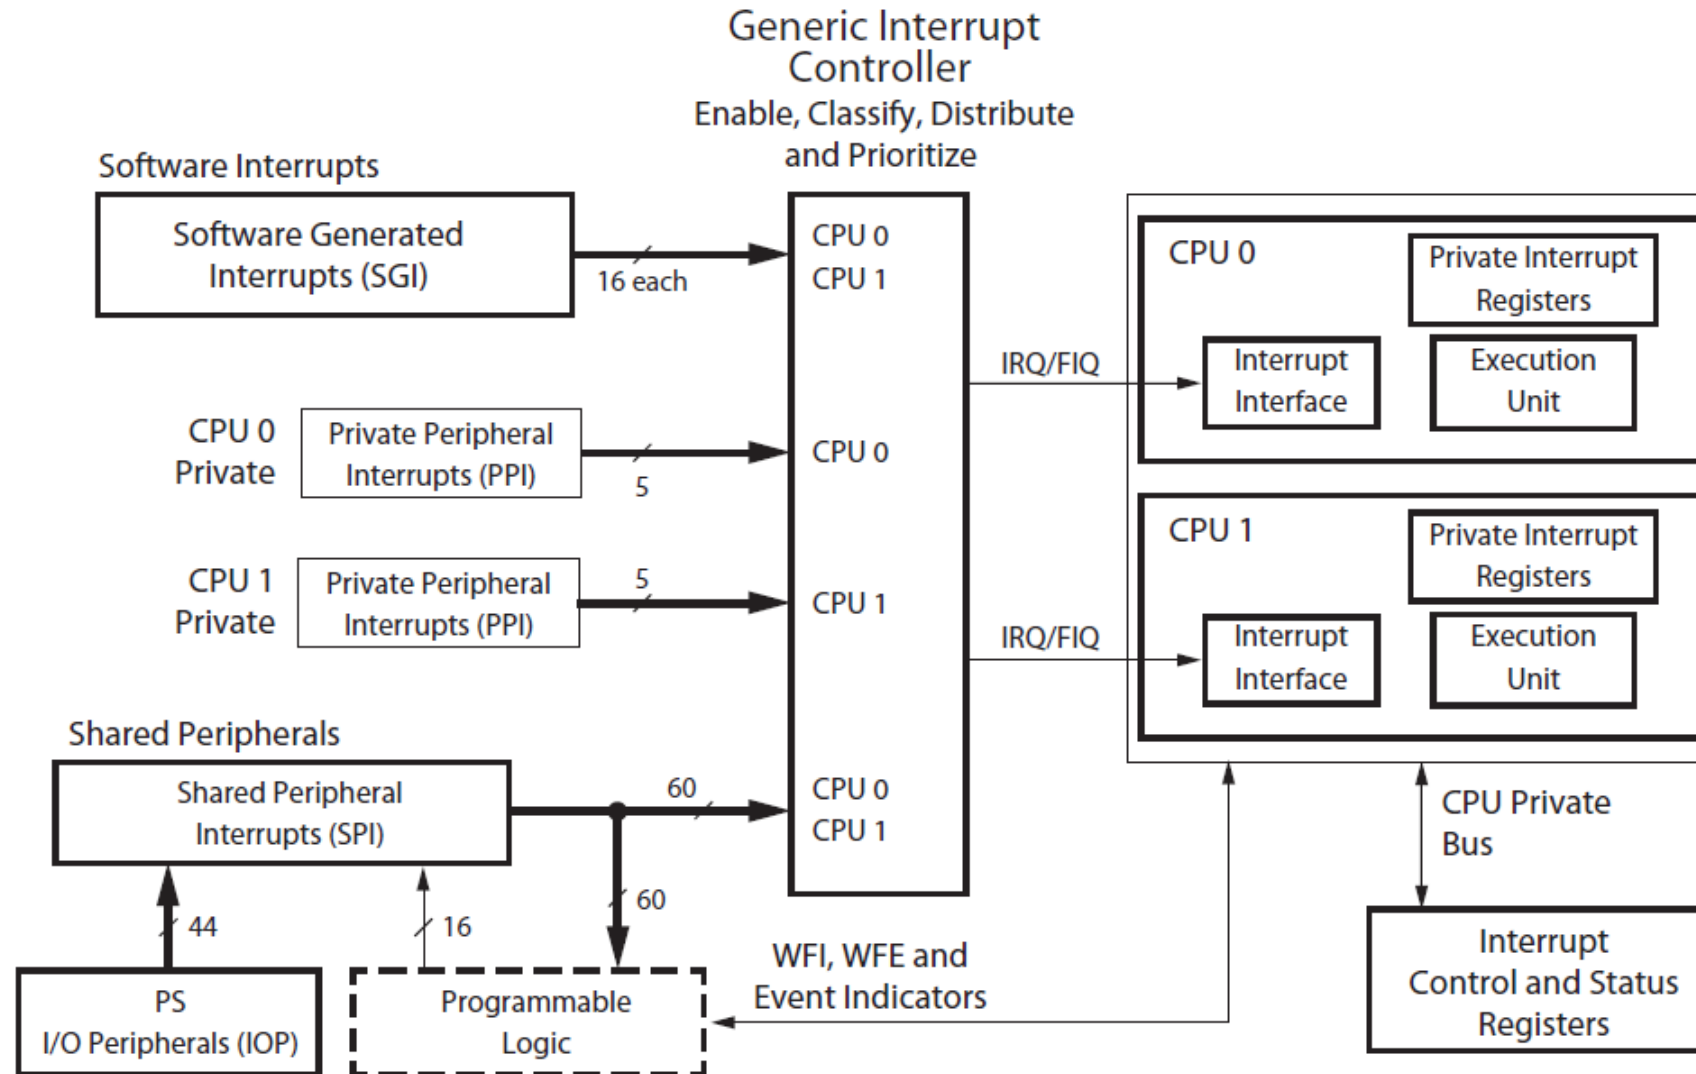 Generic Interrupt
Controller
Enable, Classify, Distribute
and Prioritize
Software Interrupts
Software Generated
Interrupts (SGI)
16 each
CPU 0
CPU 1
CPU 0
Private
Private Peripheral
Interrupts (PPI)
5
CPU 0
CPU 1
Private
Private Peripheral
Interrupts (PPI)
5
CPU 1
Shared Peripherals
Shared Peripheral
Interrupts (SPI)
60
CPU 0
CPU 1
44
16
60
PS
I/O Peripherals (IOP)
Programmable
Logic
WFI, WFE and
Event Indicators
IRQ/FIQ
CPU 0
Private Interrupt
Registers
Interrupt
Interface
Execution
Unit
IRQ/FIQ
CPU 1
Private Interrupt
Registers
Interrupt
Interface
Execution
Unit
CPU Private
Bus
Interrupt
Control and Status
Registers